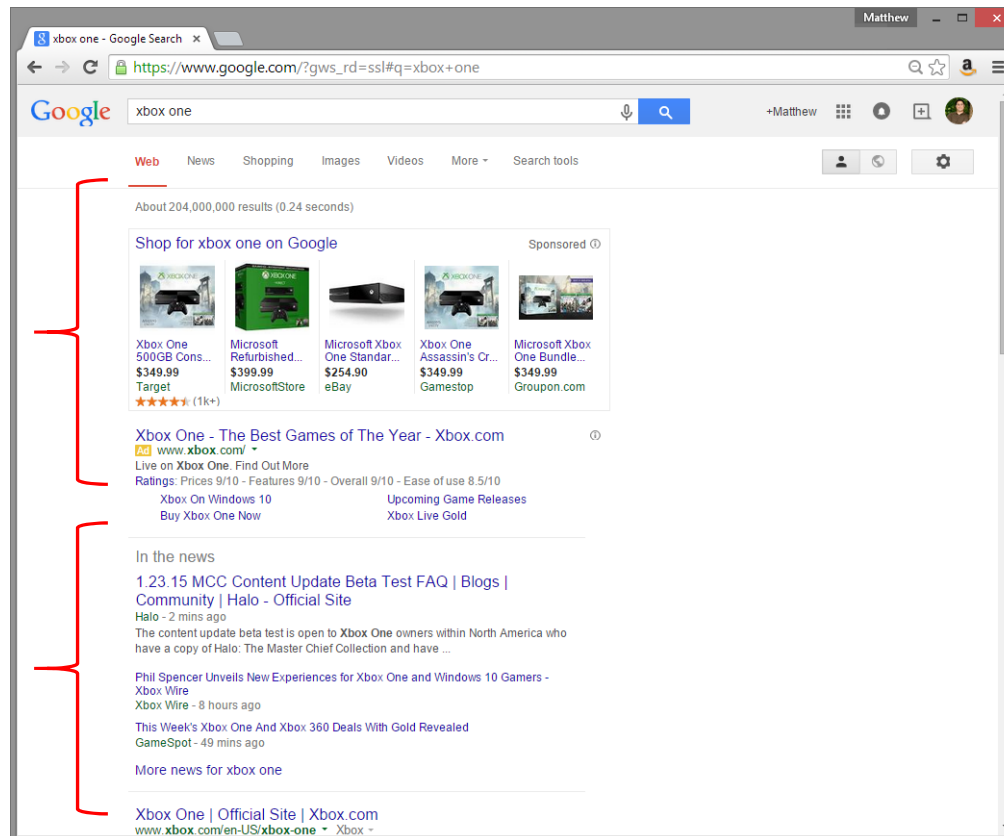 Matthew
xbox one - Google Search
https://www.google.com/?gws_rd=ssl#q=xbox+one
Google
xbox one
+Matthew
Web News Shopping Images Videos More Search tools
About 204,000,000 results (0.24 seconds)
Shop for xbox one on Google Sponsored
Xbox One 500GB Cons...
$349.99
Target
(1k+)
Microsoft Refurbished...
$399.99
MicrosoftStore
Microsoft Xbox One Standar...
$254.90
eBay
Xbox One Assassin's Cr...
$349.99
Gamestop
Microsoft Xbox One Bundle...
$349.99
Groupon.com
Xbox One - The Best Games of The Year - Xbox.com
Ad www.xbox.com/
Live on Xbox One. Find Out More
Ratings: Prices 9/10 - Features 9/10 - Overall 9/10 - Ease of use 8.5/10
Xbox On Windows 10 Upcoming Game Releases
Buy Xbox One Now Xbox Live Gold
In the news
1.23.15 MCC Content Update Beta Test FAQ | Blogs |
Community | Halo - Official Site
Halo - 2 mins ago
The content update beta test is open to Xbox One owners within North America who
have a copy of Halo: The Master Chief Collection and have ...
Phil Spencer Unveils New Experiences for Xbox One and Windows 10 Gamers -
Xbox Wire
Xbox Wire - 8 hours ago
This Week's Xbox One And Xbox 360 Deals With Gold Revealed
GameSpot - 49 mins ago
More news for xbox one
Xbox One | Official Site | Xbox.com
www.xbox.com/en-US/xbox-one Xbox